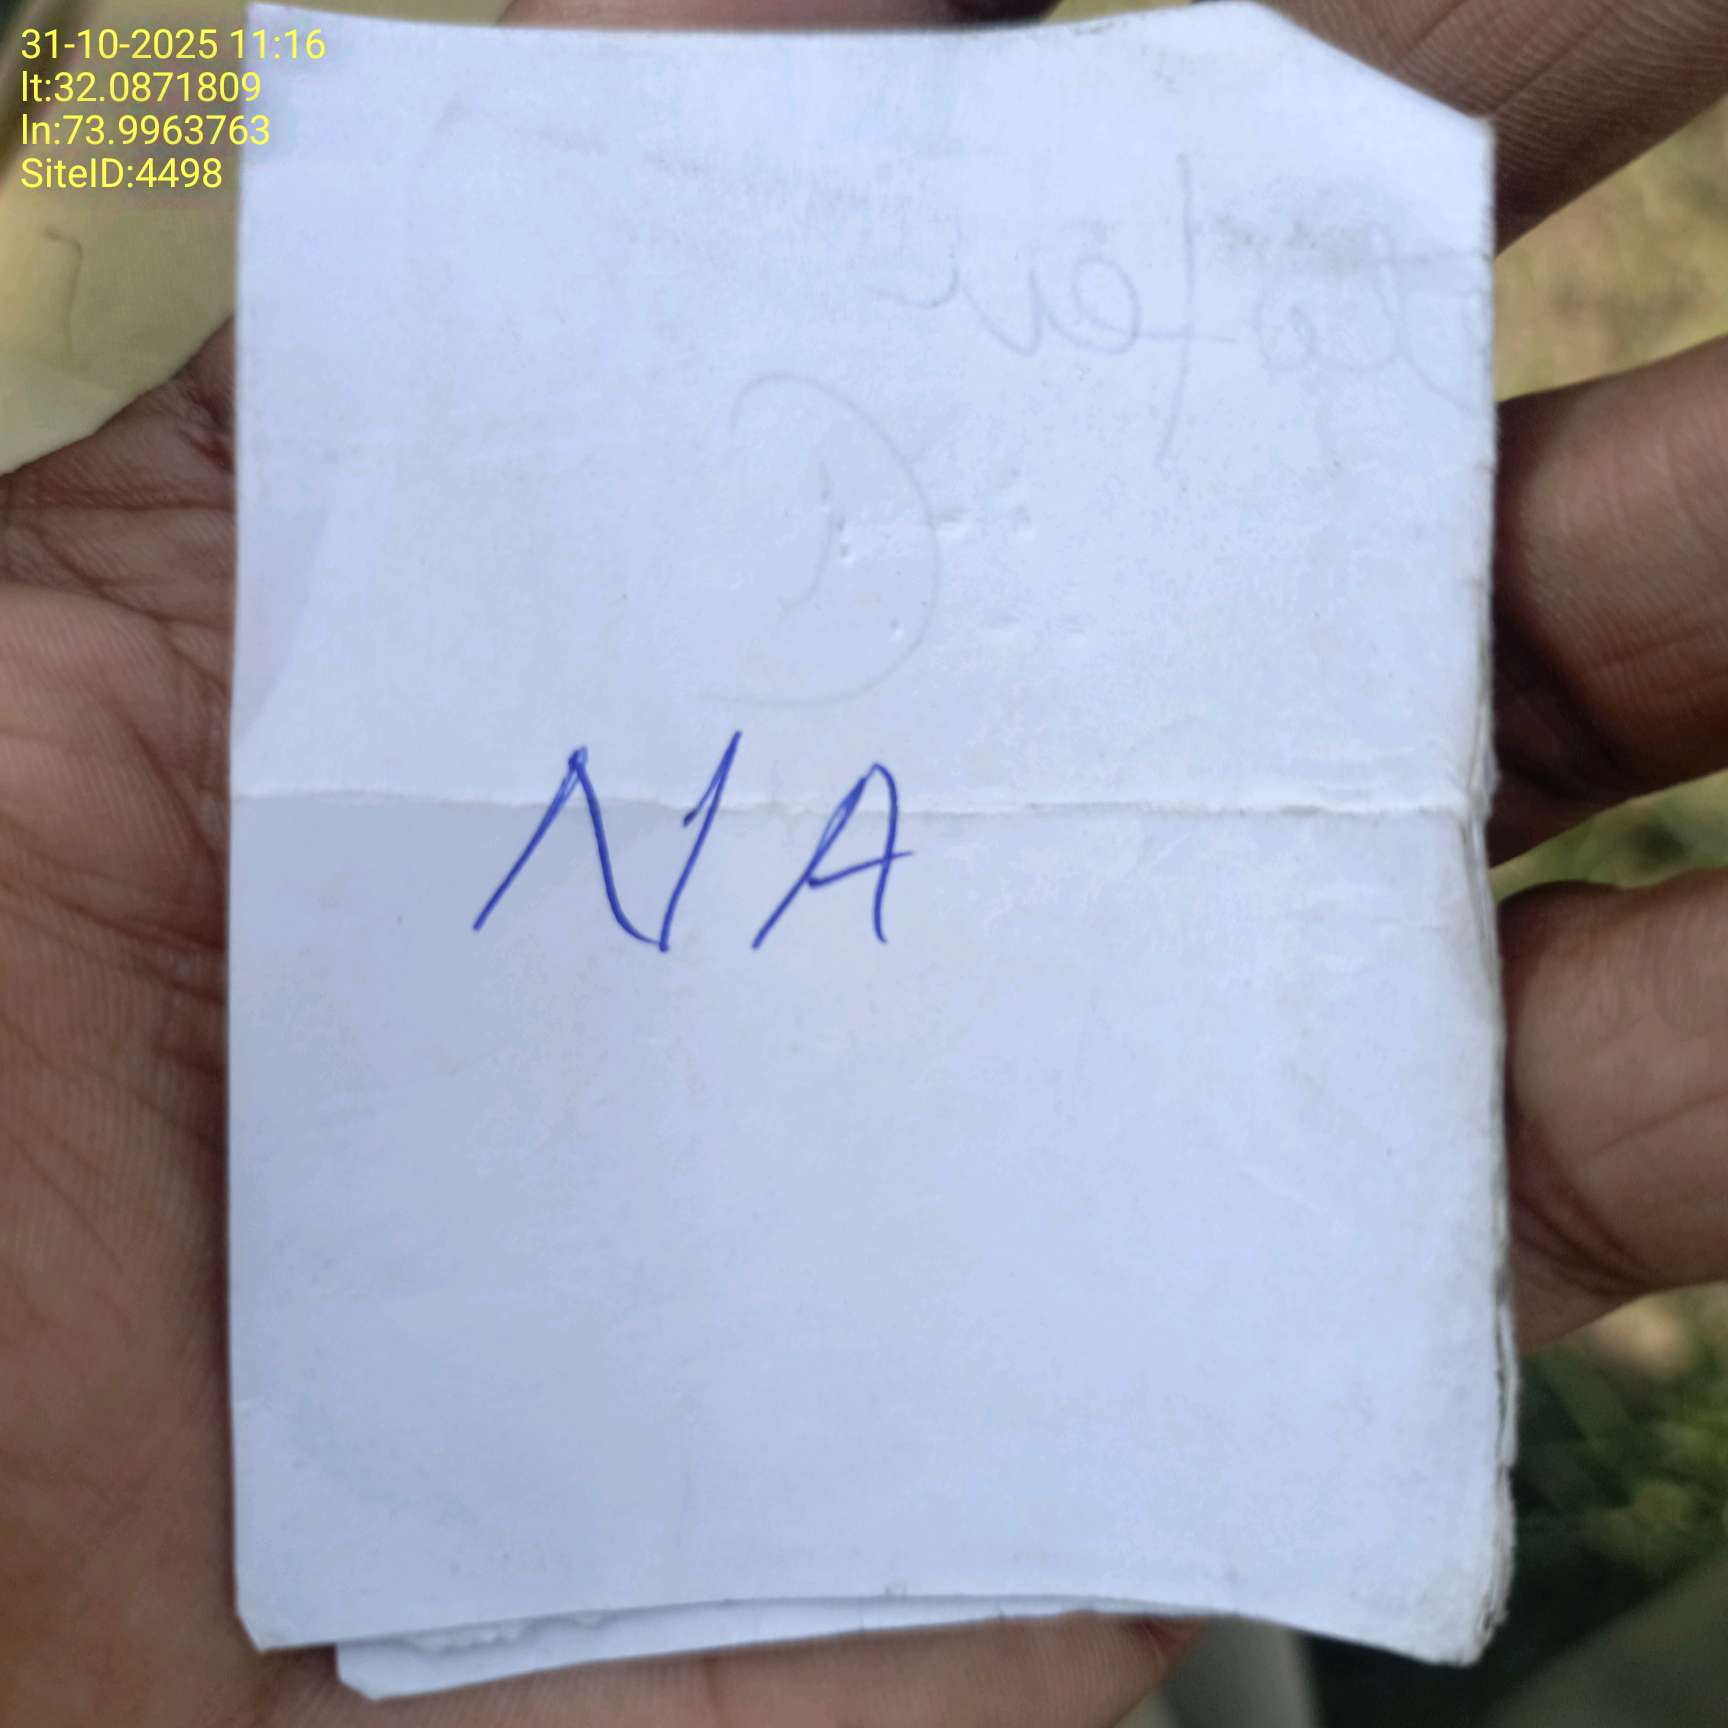 31-10-2025 11:16
lt:32.0871809
ln:73.9963763
SiteID:4498
NA